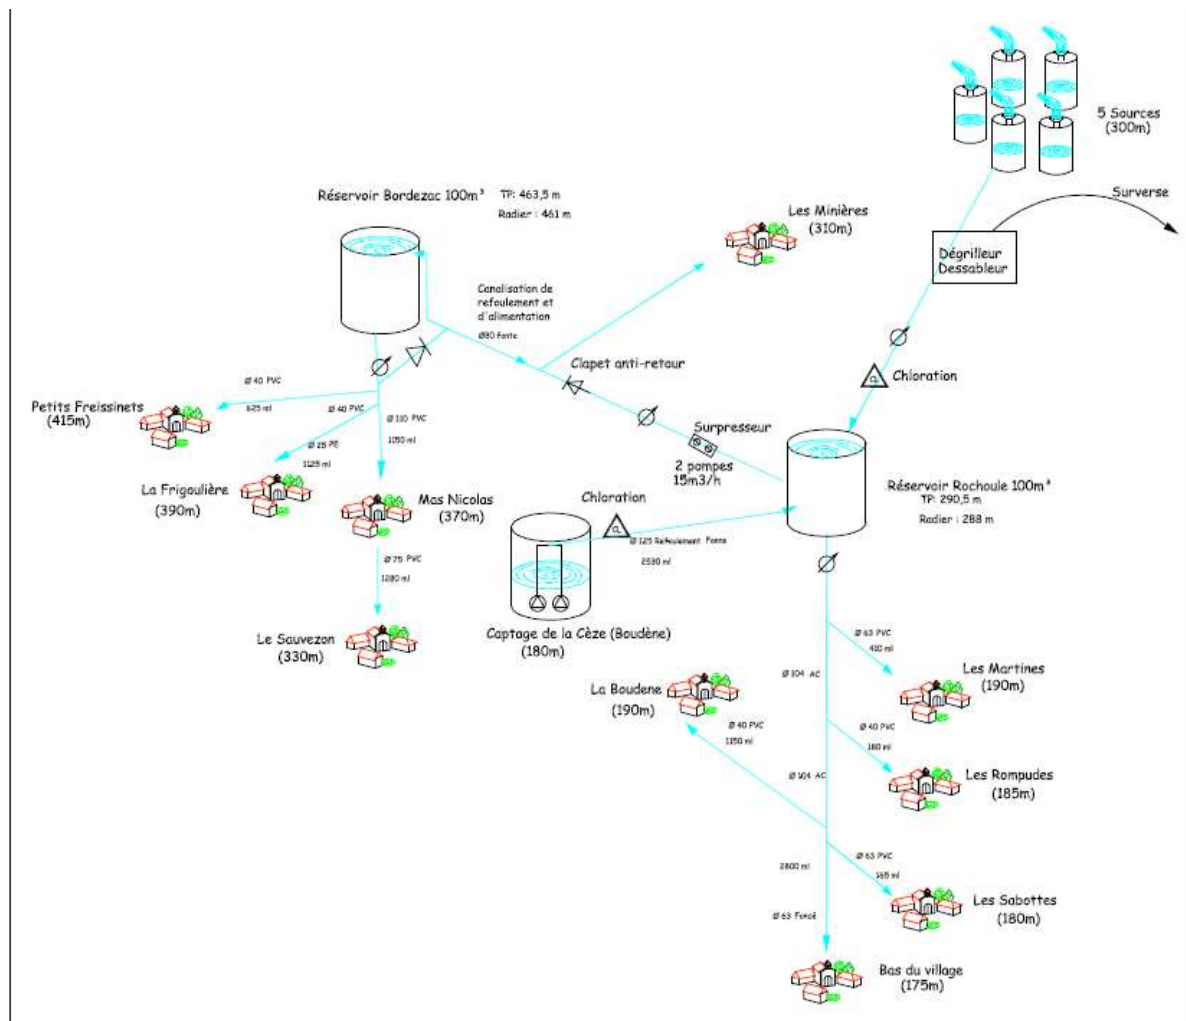 5 Sources
(300m)
Surverse
Réservoir Bordezac 100m³
TP: 463,5 m
Radier : 461 m
Les Minières
(310m)
Dégrilleur
Dessableur
Canalisation de
refoulement et
d'alimentation
Ø80 Fonte
Clapet anti-retour
Chloration
Ø 40 PVC
625 ml
Petits Freissinets
(415m)
Ø 40 PVC
Ø 110 PVC
1150 ml
Surpresseur
2 pompes
15m3/h
Ø 25 PE
1125 ml
La Frigoulière
(390m)
Mas Nicolas
(370m)
Chloration
Réservoir Rochoule 100m³
TP: 290,5 m
Radier : 288 m
Ø 125 Refoulement Fonte
2530 ml
Ø 75 PVC
1280 ml
Captage de la Cèze (Boudène)
(180m)
Le Sauvezon
(330m)
Ø 63 PVC
410 ml
Les Martines
(190m)
Ø 104 AC
La Boudene
(190m)
Ø 40 PVC
1150 ml
Ø 40 PVC
180 ml
Les Rompudes
(185m)
Ø 104 AC
Ø 63 PVC
165 ml
2800 ml
Les Sabottes
(180m)
Ø 63 Foncé
Bas du village
(175m)